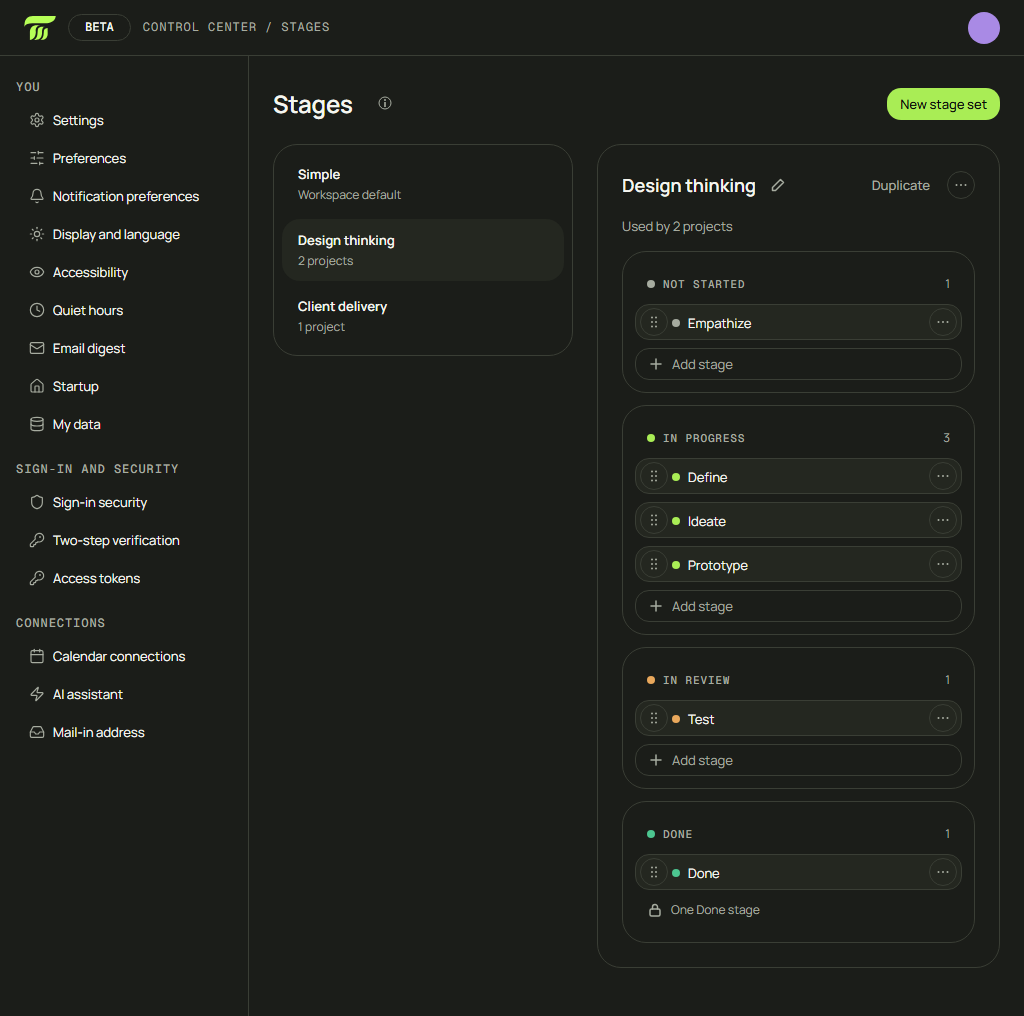 BETA
CONTROL CENTER / STAGES
YOU
Settings
Preferences
Notification preferences
Display and language
Accessibility
Quiet hours
Email digest
Startup
My data
SIGN-IN AND SECURITY
Sign-in security
Two-step verification
Access tokens
CONNECTIONS
Calendar connections
AI assistant
Mail-in address
Stages
New stage set
Simple
Workspace default
Design thinking
2 projects
Client delivery
1 project
Design thinking
Duplicate
Used by 2 projects
NOT STARTED 1
Empathize
Add stage
IN PROGRESS 3
Define
Ideate
Prototype
Add stage
IN REVIEW 1
Test
Add stage
DONE 1
Done
One Done stage